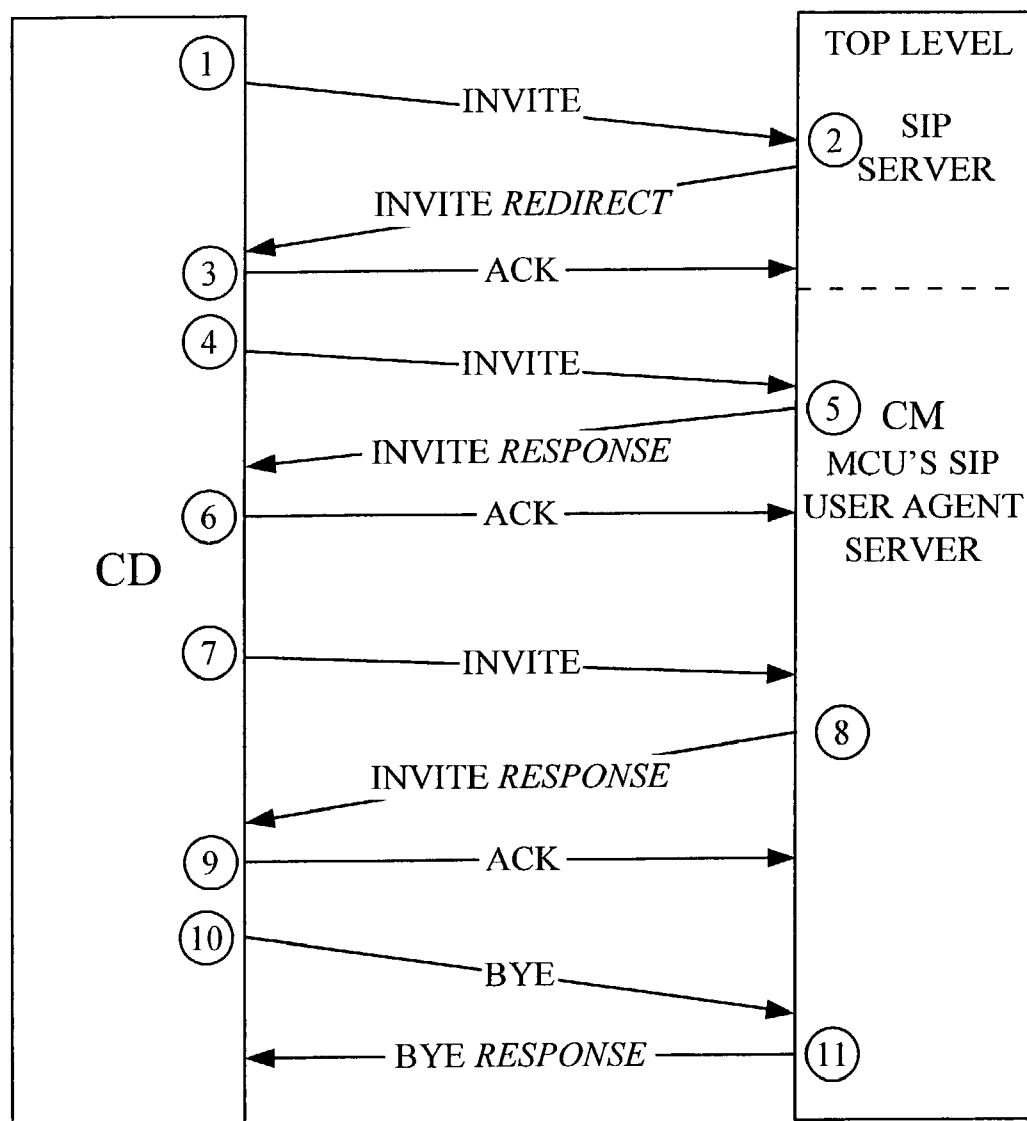 TOP LEVEL
1
INVITE
2
SIP
SERVER
INVITE REDIRECT
3
ACK
4
INVITE
5
CM
INVITE RESPONSE
MCU'S SIP
USER AGENT
SERVER
6
ACK
CD
7
INVITE
8
INVITE RESPONSE
9
ACK
10
BYE
11
BYE RESPONSE